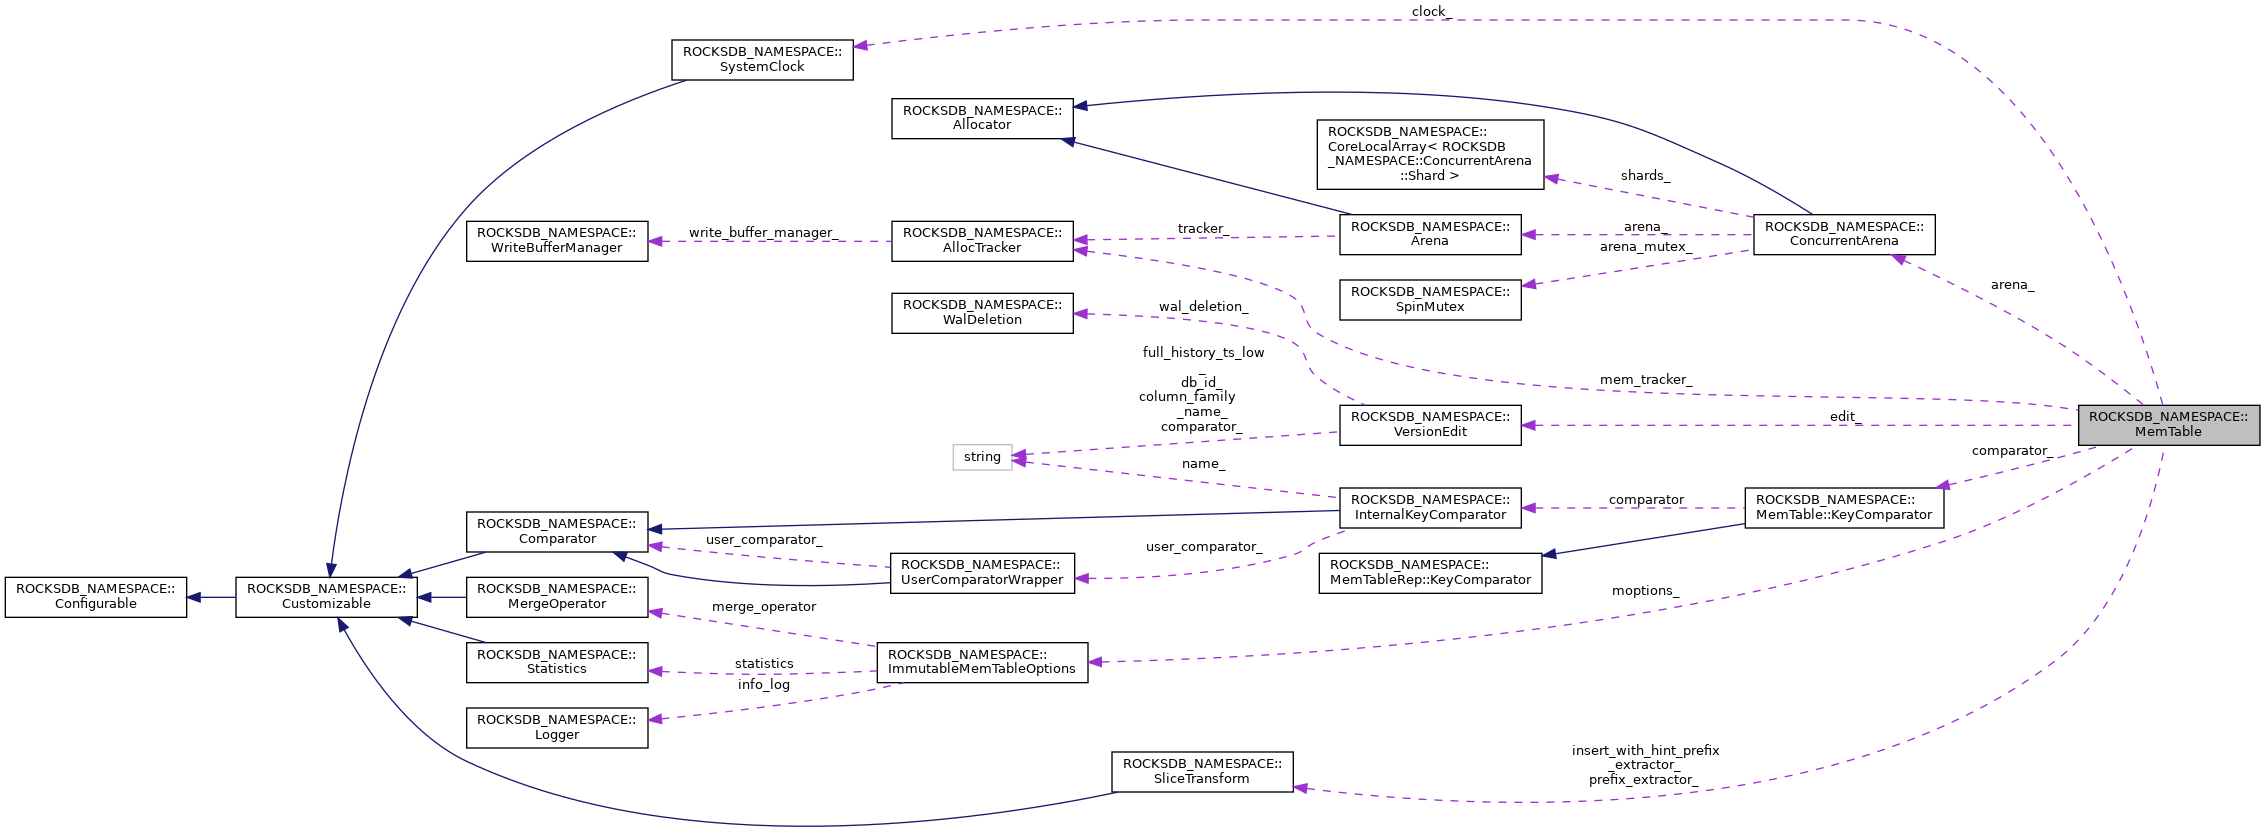 clock_
ROCKSDB_NAMESPACE::
SystemClock
ROCKSDB_NAMESPACE::
Allocator
ROCKSDB_NAMESPACE::
CoreLocalArray< ROCKSDB
_NAMESPACE::ConcurrentArena
::Shard >
shards_
ROCKSDB_NAMESPACE::
WriteBufferManager
write_buffer_manager_
ROCKSDB_NAMESPACE::
AllocTracker
tracker_
ROCKSDB_NAMESPACE::
Arena
arena_
arena_mutex_
ROCKSDB_NAMESPACE::
ConcurrentArena
ROCKSDB_NAMESPACE::
SpinMutex
arena_
ROCKSDB_NAMESPACE::
WalDeletion
wal_deletion_
full_history_ts_low
_
db_id_
column_family
_name_
comparator_
mem_tracker_
ROCKSDB_NAMESPACE::
VersionEdit
edit_
ROCKSDB_NAMESPACE::
MemTable
string
name_
comparator_
ROCKSDB_NAMESPACE::
InternalKeyComparator
comparator
ROCKSDB_NAMESPACE::
MemTable::KeyComparator
ROCKSDB_NAMESPACE::
Comparator
user_comparator_
ROCKSDB_NAMESPACE::
UserComparatorWrapper
user_comparator_
ROCKSDB_NAMESPACE::
MemTableRep::KeyComparator
ROCKSDB_NAMESPACE::
Configurable
ROCKSDB_NAMESPACE::
Customizable
ROCKSDB_NAMESPACE::
MergeOperator
merge_operator
moptions_
ROCKSDB_NAMESPACE::
Statistics
statistics
info_log
ROCKSDB_NAMESPACE::
ImmutableMemTableOptions
ROCKSDB_NAMESPACE::
Logger
ROCKSDB_NAMESPACE::
SliceTransform
insert_with_hint_prefix
_extractor_
prefix_extractor_